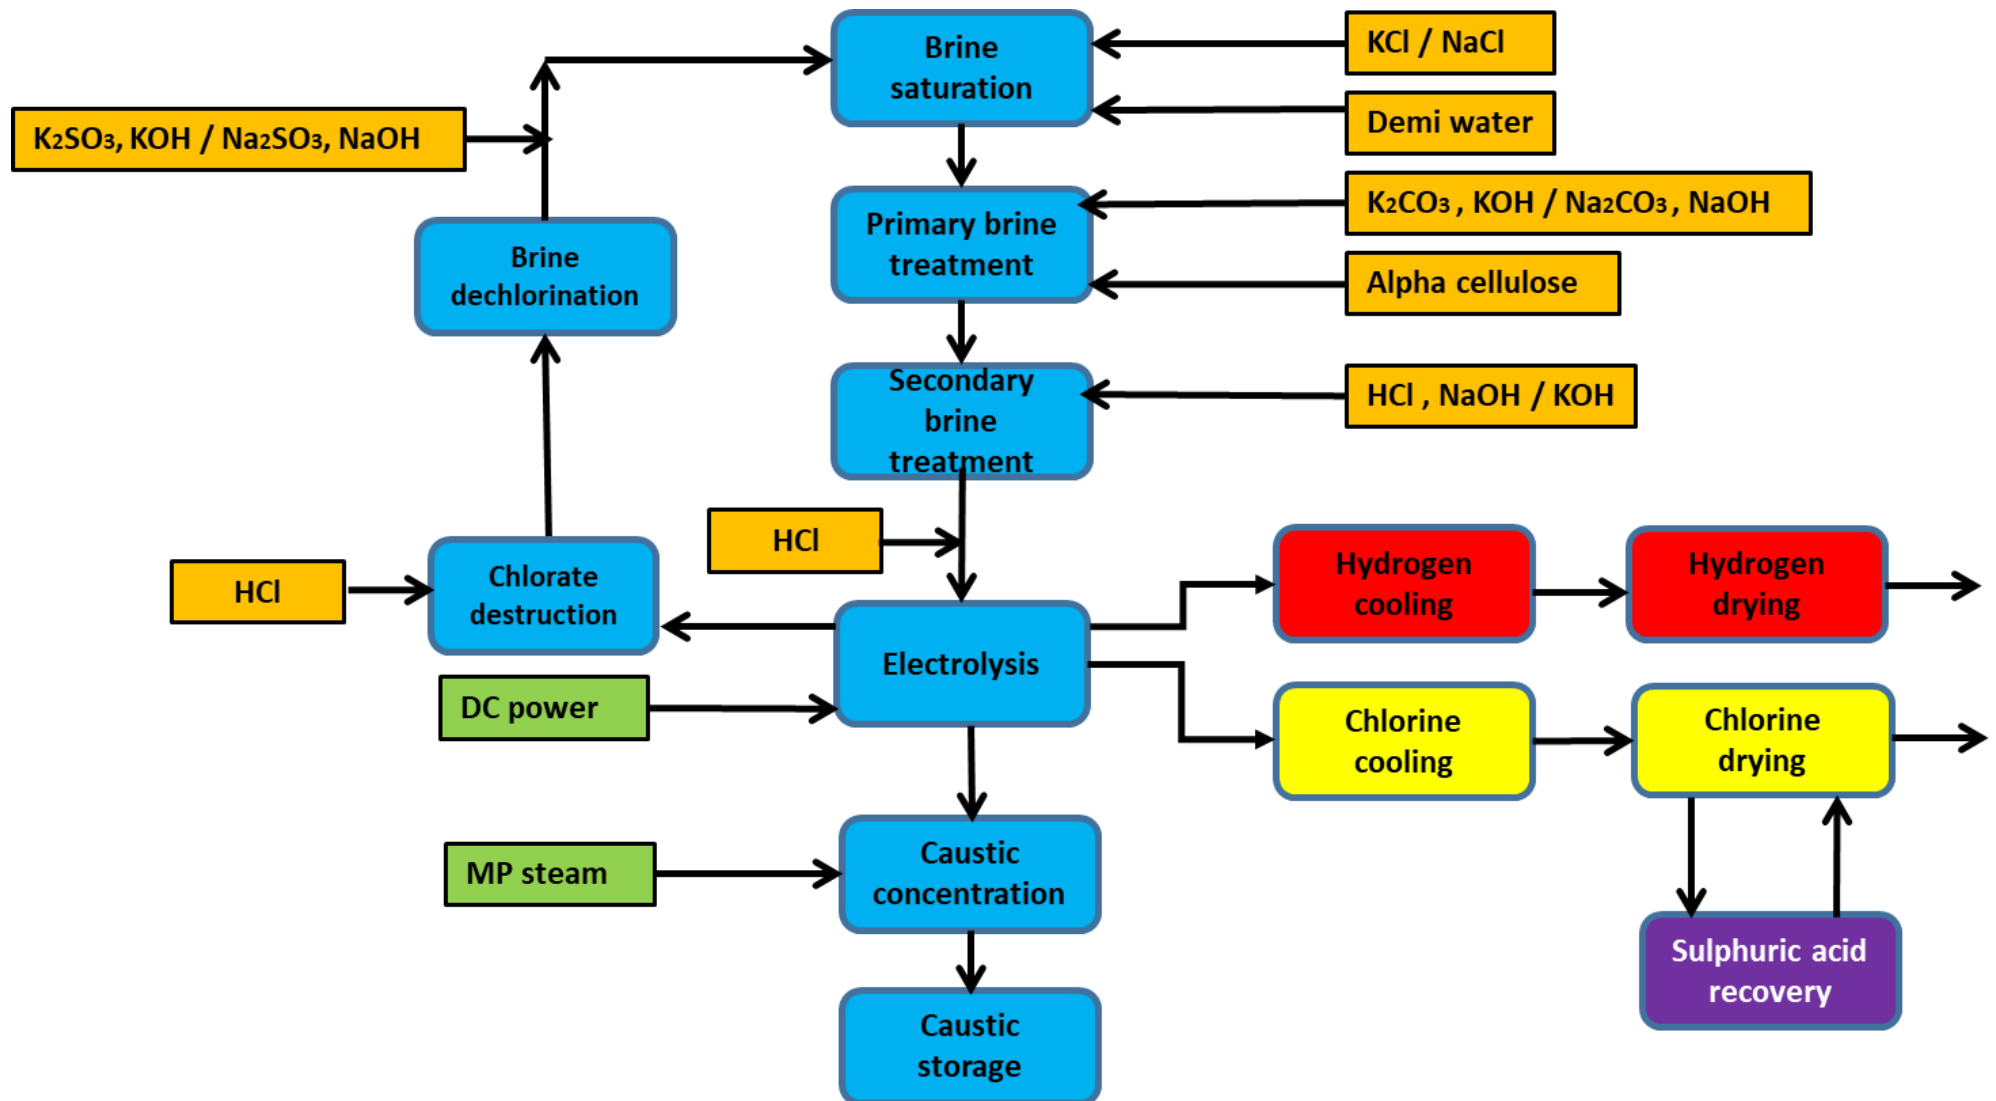 Brine
saturation
KCl / NaCl
Demi water
K₂SO₃, KOH / Na₂SO₃, NaOH
Primary brine
treatment
K₂CO₃ , KOH / Na₂CO₃ , NaOH
Alpha cellulose
Brine
dechlorination
Secondary
brine
treatment
HCl , NaOH / KOH
HCl
HCl
Chlorate
destruction
Hydrogen
cooling
Hydrogen
drying
Electrolysis
DC power
Chlorine
cooling
Chlorine
drying
MP steam
Caustic
concentration
Sulphuric acid
recovery
Caustic
storage